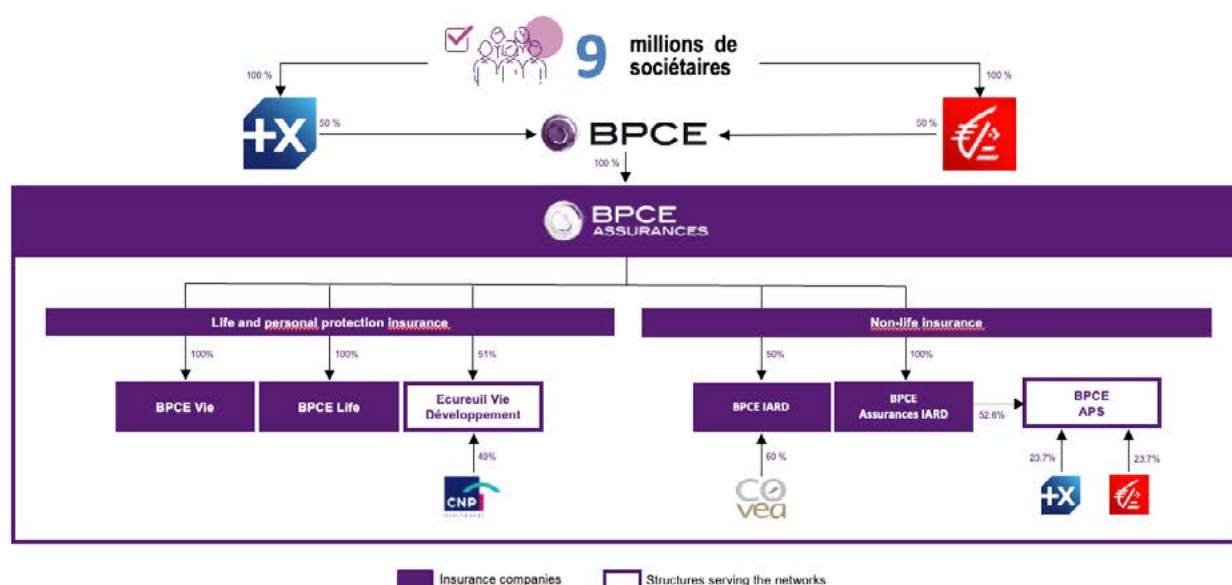 9
millions de
sociétaires
100 %
100 %
+X
50 %
BPCE
50 %
100 %
BPCE
ASSURANCES
Life and personal protection insurance
Non-life insurance
100%
100%
51%
50%
100%
BPCE Vie
BPCE Life
Ecureuil Vie
Développement
BPCE IARD
BPCE
Assurances IARD
52.6%
BPCE
APS
49%
50 %
23.7%
23.7%
CNP
COvéa
+X
Insurance companies
Structures serving the networks